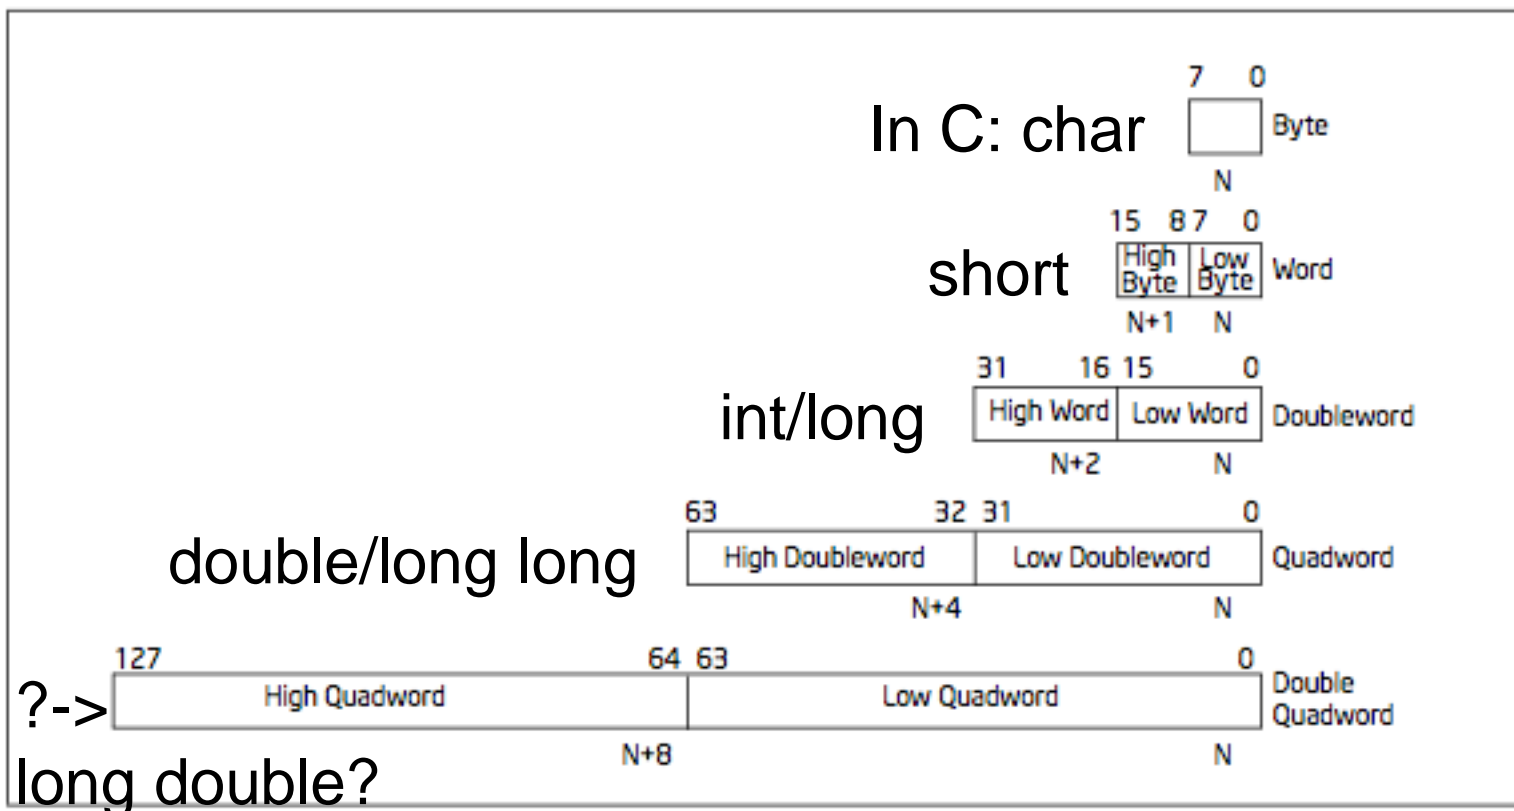 7 0
In C: char Byte
N
15 8 7 0
short High Byte Low Byte Word
N+1 N
31 16 15 0
int/long High Word Low Word Doubleword
N+2 N
63 32 31 0
double/long long High Doubleword Low Doubleword Quadword
N+4 N
127 64 63 0
?-> High Quadword Low Quadword Double Quadword
N+8 N
long double?